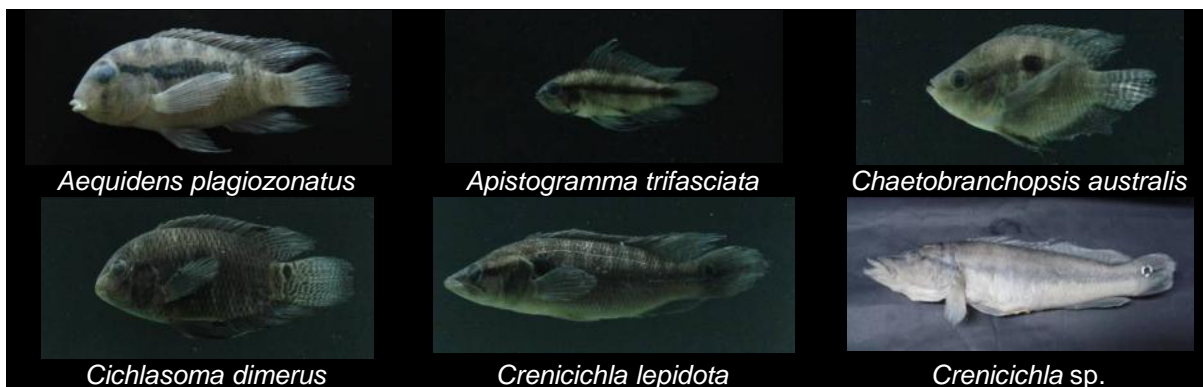 Aequidens plagiozonatus
Apistogramma trifasciata
Chaetobranchopsis australis
Cichlasoma dimerus
Crenicichla lepidota
Crenicichla sp.